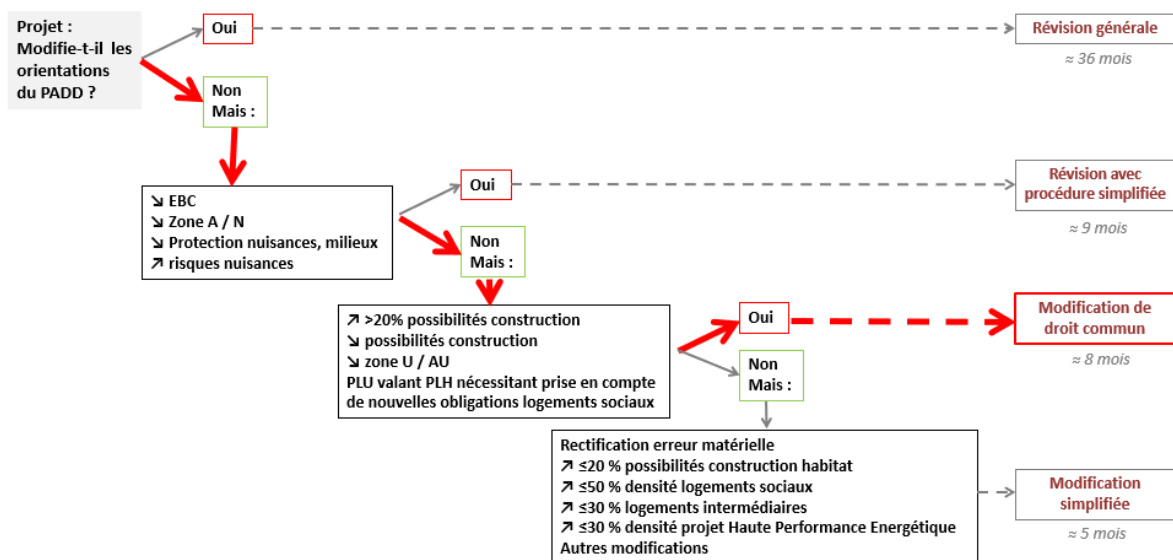 Projet :
Modifie-t-il les
orientations
du PADD ?
Oui
Révision générale
≈ 36 mois
Non
Mais :
↘ EBC
↘ Zone A / N
↘ Protection nuisances, milieux
↗ risques nuisances
Oui
Révision avec
procédure simplifiée
≈ 9 mois
Non
Mais :
↗ >20% possibilités construction
↘ possibilités construction
↘ zone U / AU
PLU valant PLH nécessitant prise en compte
de nouvelles obligations logements sociaux
Oui
Modification de
droit commun
≈ 8 mois
Non
Mais :
Rectification erreur matérielle
↗ ≤20 % possibilités construction habitat
↗ ≤50 % densité logements sociaux
↗ ≤30 % logements intermédiaires
↗ ≤30 % densité projet Haute Performance Energétique
Autres modifications
Modification
simplifiée
≈ 5 mois